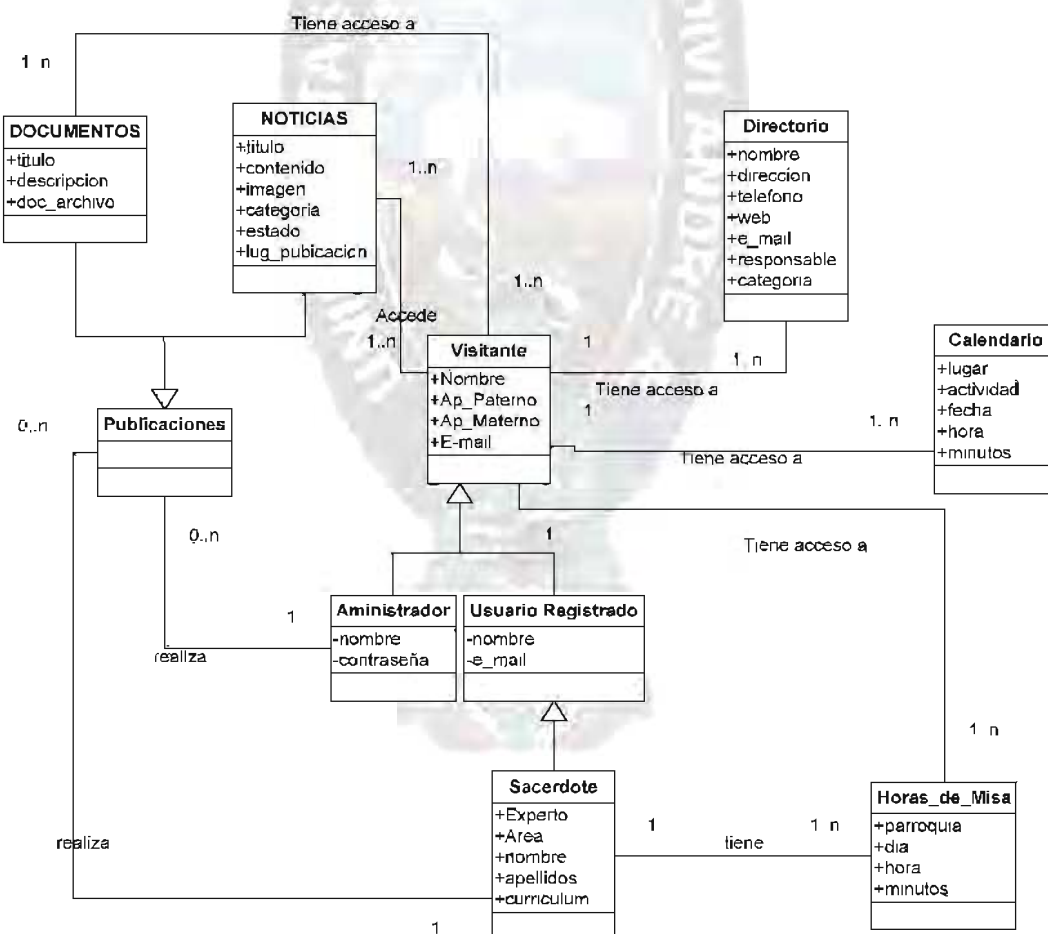 Tiene acceso a
1 n
DOCUMENTOS
+titulo
+descripcion
+doc_archivo
NOTICIAS
+titulo
+contenido
+imagen
+categoria
+estado
+lug_pubicacion
1..n
Directorio
+nombre
+direccion
+telefono
+web
+e_mail
+responsable
+categoria
1..n
Accede
1..n
Visitante
+Nombre
+Ap_Paterno
+Ap_Materno
+E-mail
1
1. n
Tiene acceso a
1
1. n
Tiene acceso a
Calendario
+lugar
+actividad
+fecha
+hora
+minutos
0..n
Publicaciones
0..n
1
Tiene acceso a
1
realiza
Aministrador
-nombre
-contraseña
Usuario Registrado
-nombre
-e_mail
1 n
Sacerdote
+Experto
+Area
+nombre
+apellidos
+curriculum
1
1 n
tiene
Horas_de_Misa
+parroquia
+dia
+hora
+minutos
realiza
1